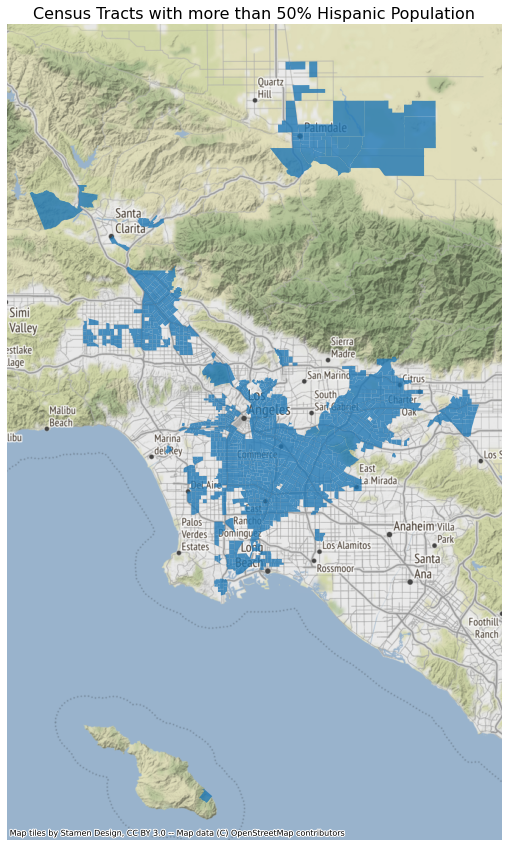 Census Tracts with more than 50% Hispanic Population
Quartz
Hill
Palmdale
Santa
Clarita
Simi
Valley
estlake
llage
Sierra
Madre
San Marino
Citrus
South
San Gabriel
Charter
Oak
Los
Angeles
Malibu
Beach
libu
Marina
del Rey
Commerce
East
La Mirada
Los S
Del Aire
East
Rancho
Dominguez
Palos
Verdes
Estates
Anaheim
Villa
Park
Long
Beach
Los Alamitos
Rossmoor
Santa
Ana
Foothill
Ranch
Map tiles by Stamen Design, CC BY 3.0 -- Map data (C) OpenStreetMap contributors